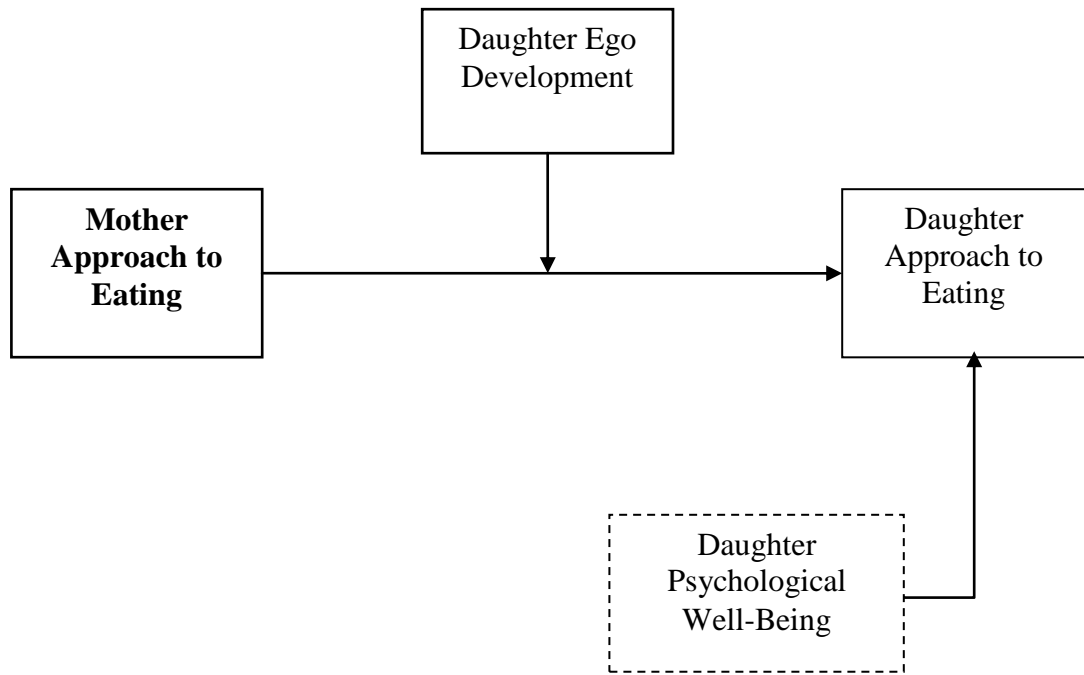 Daughter Ego
Development
Mother
Approach to
Eating
Daughter
Approach to
Eating
Daughter
Psychological
Well-Being